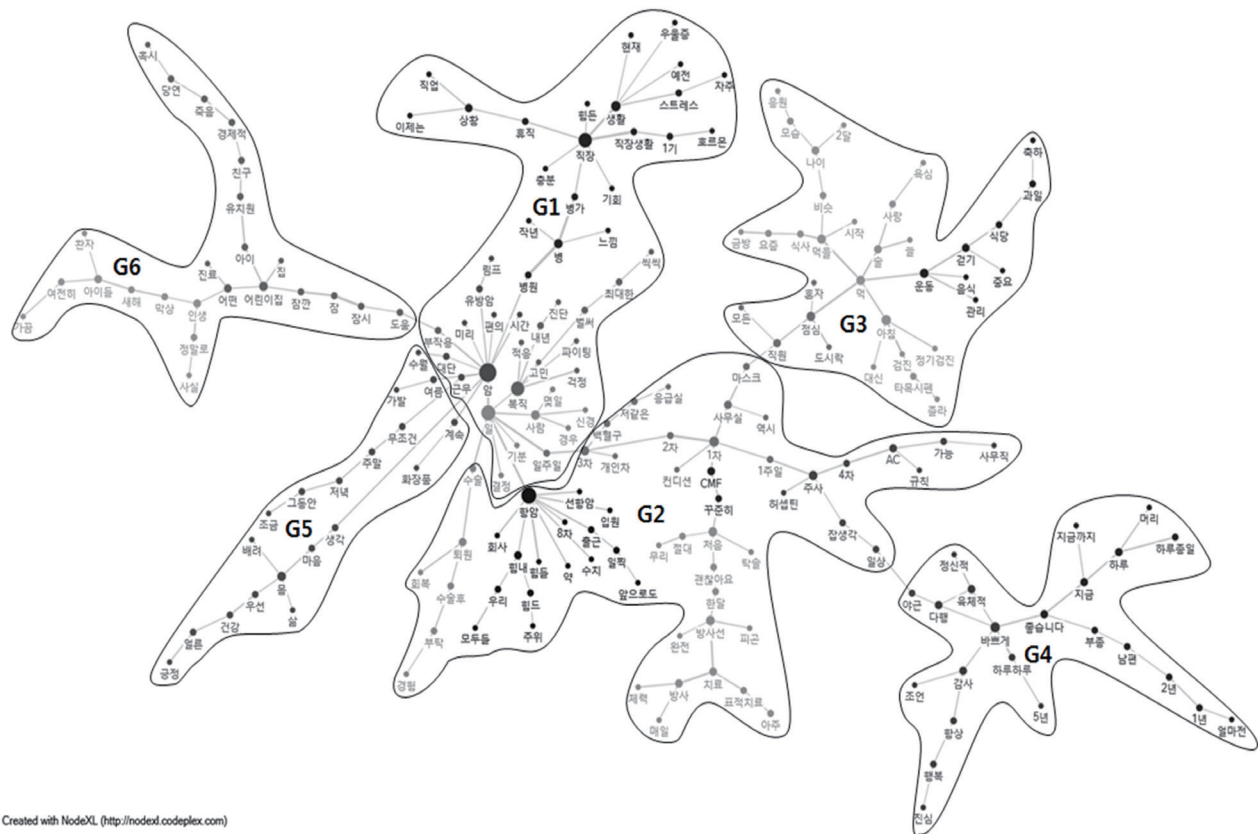 혹시
당연
죽음
경제적
친구
유치원
아이
집
진료
어떤
어린이집
잠깐
잠
잠시
도움
환자
G6
여전히
아이들
새해
막상
인생
가끔
정말로
사실
우울증
현재
예전
자주
스트레스
생활
직업
이제는
상황
휴직
힘든
직장
직장생활
1기
호르몬
충분
기회
G1
병가
작년
느낌
병
병원
씩씩
림프
유방암
최대한
미리
편의
시간
진단
내년
벌써
부작용
적응
고민
파이팅
대단
암
걱정
근무
복직
몇일
일
사람
신경
경우
기분
일주일
결정
응원
모습
2달
나이
비슷
욕심
사랑
금방
요즘
식사
먹을
시작
술
물
먹
운동
음식
관리
걷기
중요
식당
과일
축하
G3
혼자
모든
점심
아침
직원
도시락
대신
검진
정기검진
타목시펜
졸라
수월
여름
가발
무조건
계속
주말
화장품
저녁
그동안
조금
G5
생각
배려
마음
몸
우선
삶
건강
얼른
긍정
마스크
응급실
저같은
사무실
역시
백혈구
3차
개인차
2차
1차
컨디션
CMF
1주일
주사
허셉틴
4차
AC
가능
사무직
규칙
꾸준히
G2
잡생각
일상
처음
절대
무리
탁솔
괜찮아요
한달
방사선
완전
피곤
치료
방사
체력
매일
표적치료
아주
수술
퇴원
회복
수술후
부탁
경험
항암
선항암
입원
8차
출근
회사
힘내
힘들
약
수치
얼찍
앞으로도
우리
힘드
모두들
주위
머리
지금까지
하루종일
하루
지금
정신적
육체적
야근
다행
바쁘게
좋습니다
부종
G4
남편
하루하루
감사
조언
5년
2년
1년
얼마전
항상
행복
진심
Created with NodeXL (http://nodexl.codeplex.com)